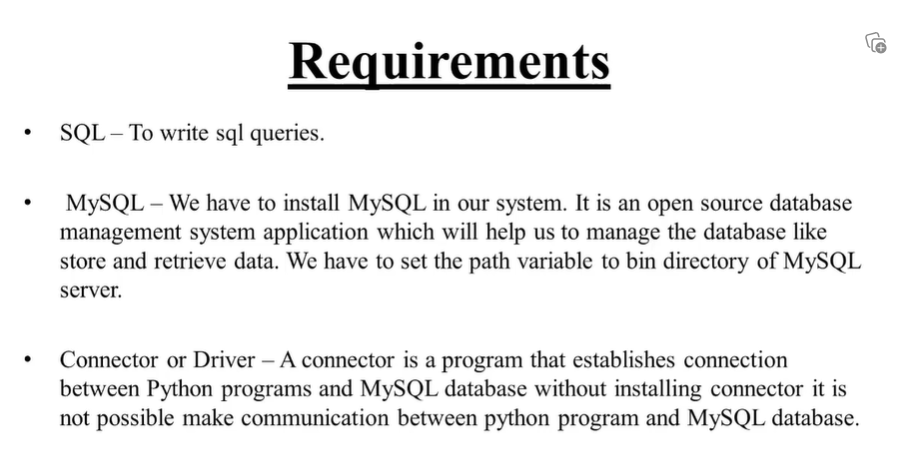 Requirements
• SQL – To write sql queries.
• MySQL – We have to install MySQL in our system. It is an open source database
management system application which will help us to manage the database like
store and retrieve data. We have to set the path variable to bin directory of MySQL
server.
• Connector or Driver – A connector is a program that establishes connection
between Python programs and MySQL database without installing connector it is
not possible make communication between python program and MySQL database.